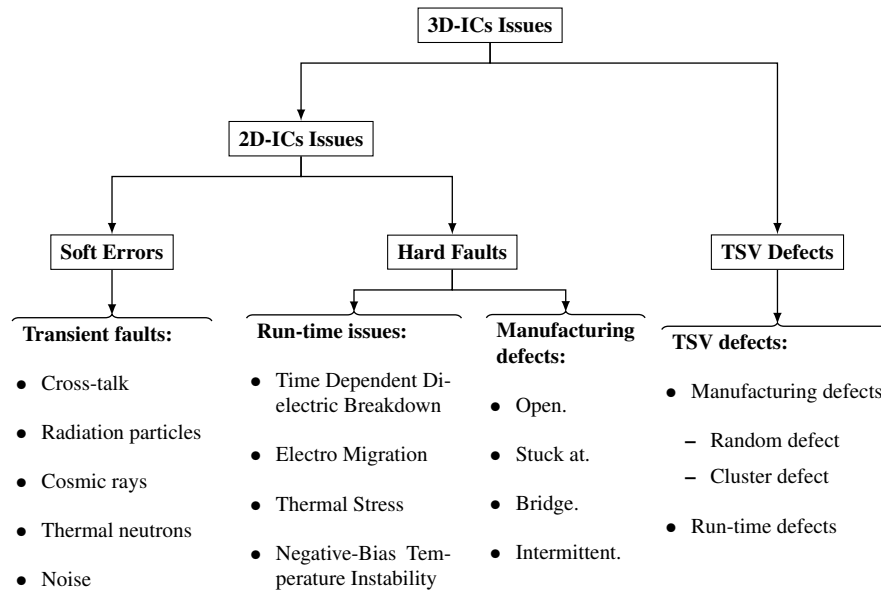 3D-ICs Issues
2D-ICs Issues
Soft Errors
Hard Faults
TSV Defects
Transient faults:
● Cross-talk
● Radiation particles
● Cosmic rays
● Thermal neutrons
● Noise
Run-time issues:
● Time Dependent Di-
electric Breakdown
● Electro Migration
● Thermal Stress
● Negative-Bias Tem-
perature Instability
Manufacturing
defects:
● Open.
● Stuck at.
● Bridge.
● Intermittent.
TSV defects:
● Manufacturing defects
– Random defect
– Cluster defect
● Run-time defects